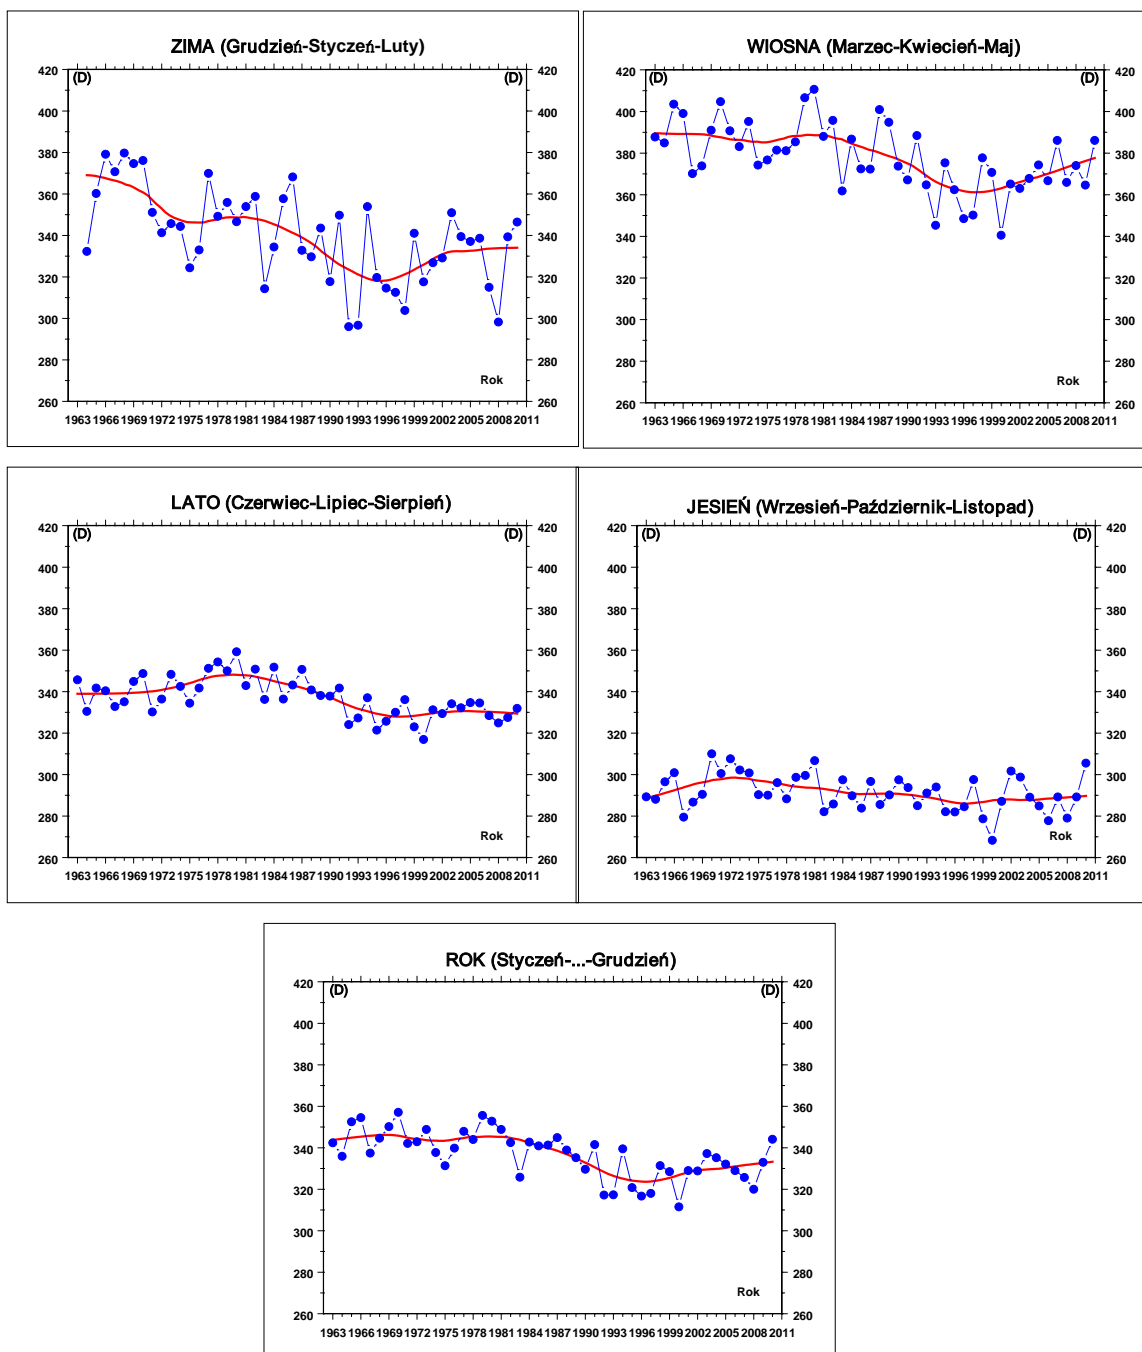 ZIMA (Grudzień-Styczeń-Luty)
420 (D) (D) 420
400 400
380 380
360 360
340 340
320 320
300 300
280 280
Rok
260 260
1963 1966 1969 1972 1975 1978 1981 1984 1987 1990 1993 1996 1999 2002 2005 2008 2011
WIOSNA (Marzec-Kwiecień-Maj)
420 (D) (D) 420
400 400
380 380
360 360
340 340
320 320
300 300
280 280
Rok
260 260
1963 1966 1969 1972 1975 1978 1981 1984 1987 1990 1993 1996 1999 2002 2005 2008 2011
LATO (Czerwiec-Lipiec-Sierpień)
420 (D) (D) 420
400 400
380 380
360 360
340 340
320 320
300 300
280 280
Rok
260 260
1963 1966 1969 1972 1975 1978 1981 1984 1987 1990 1993 1996 1999 2002 2005 2008 2011
JESIEŃ (Wrzesień-Październik-Listopad)
420 (D) (D) 420
400 400
380 380
360 360
340 340
320 320
300 300
280 280
Rok
260 260
1963 1966 1969 1972 1975 1978 1981 1984 1987 1990 1993 1996 1999 2002 2005 2008 2011
ROK (Styczeń-...-Grudzień)
420 (D) (D) 420
400 400
380 380
360 360
340 340
320 320
300 300
280 280
Rok
260 260
1963 1966 1969 1972 1975 1978 1981 1984 1987 1990 1993 1996 1999 2002 2005 2008 2011